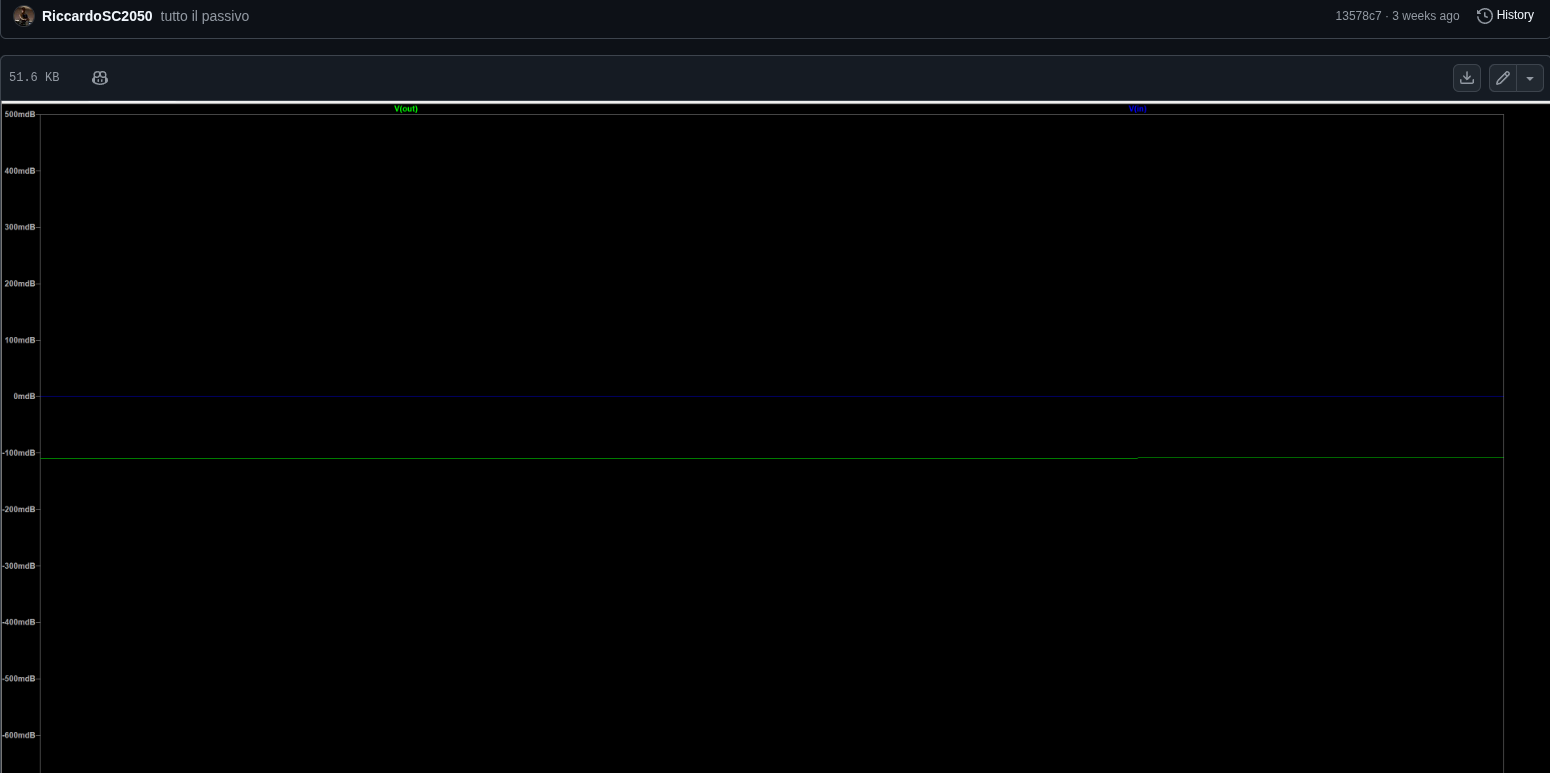 RiccardoSC2050 tutto il passivo 13578c7 · 3 weeks ago History
51.6 KB
V(out)
500mdB
400mdB
300mdB
200mdB
100mdB
0mdB
-100mdB
-200mdB
-300mdB
-400mdB
-500mdB
-600mdB